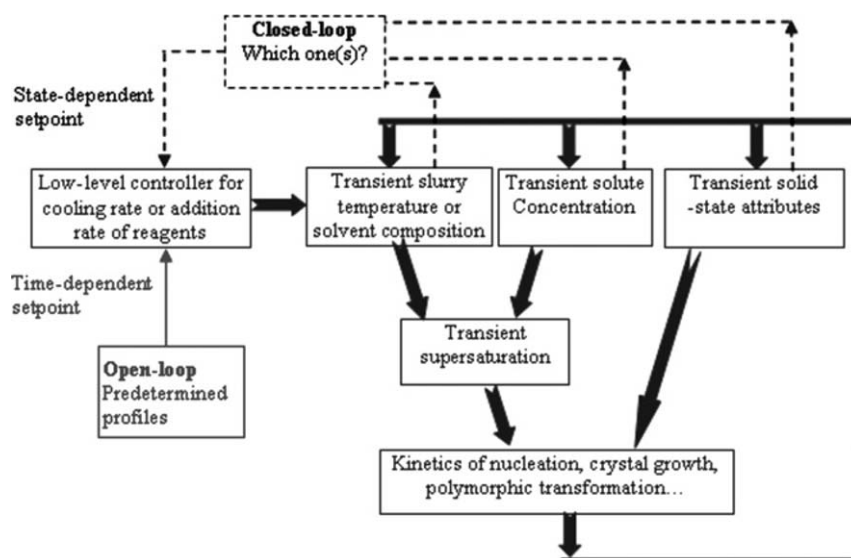 Closed-loop
Which one(s)?
State-dependent
setpoint
Low-level controller for
cooling rate or addition
rate of reagents
Transient slurry
temperature or
solvent composition
Transient solute
Concentration
Transient solid
-state attributes
Time-dependent
setpoint
Transient
supersaturation
Open-loop
Predetermined
profiles
Kinetics of nucleation, crystal growth,
polymorphic transformation…